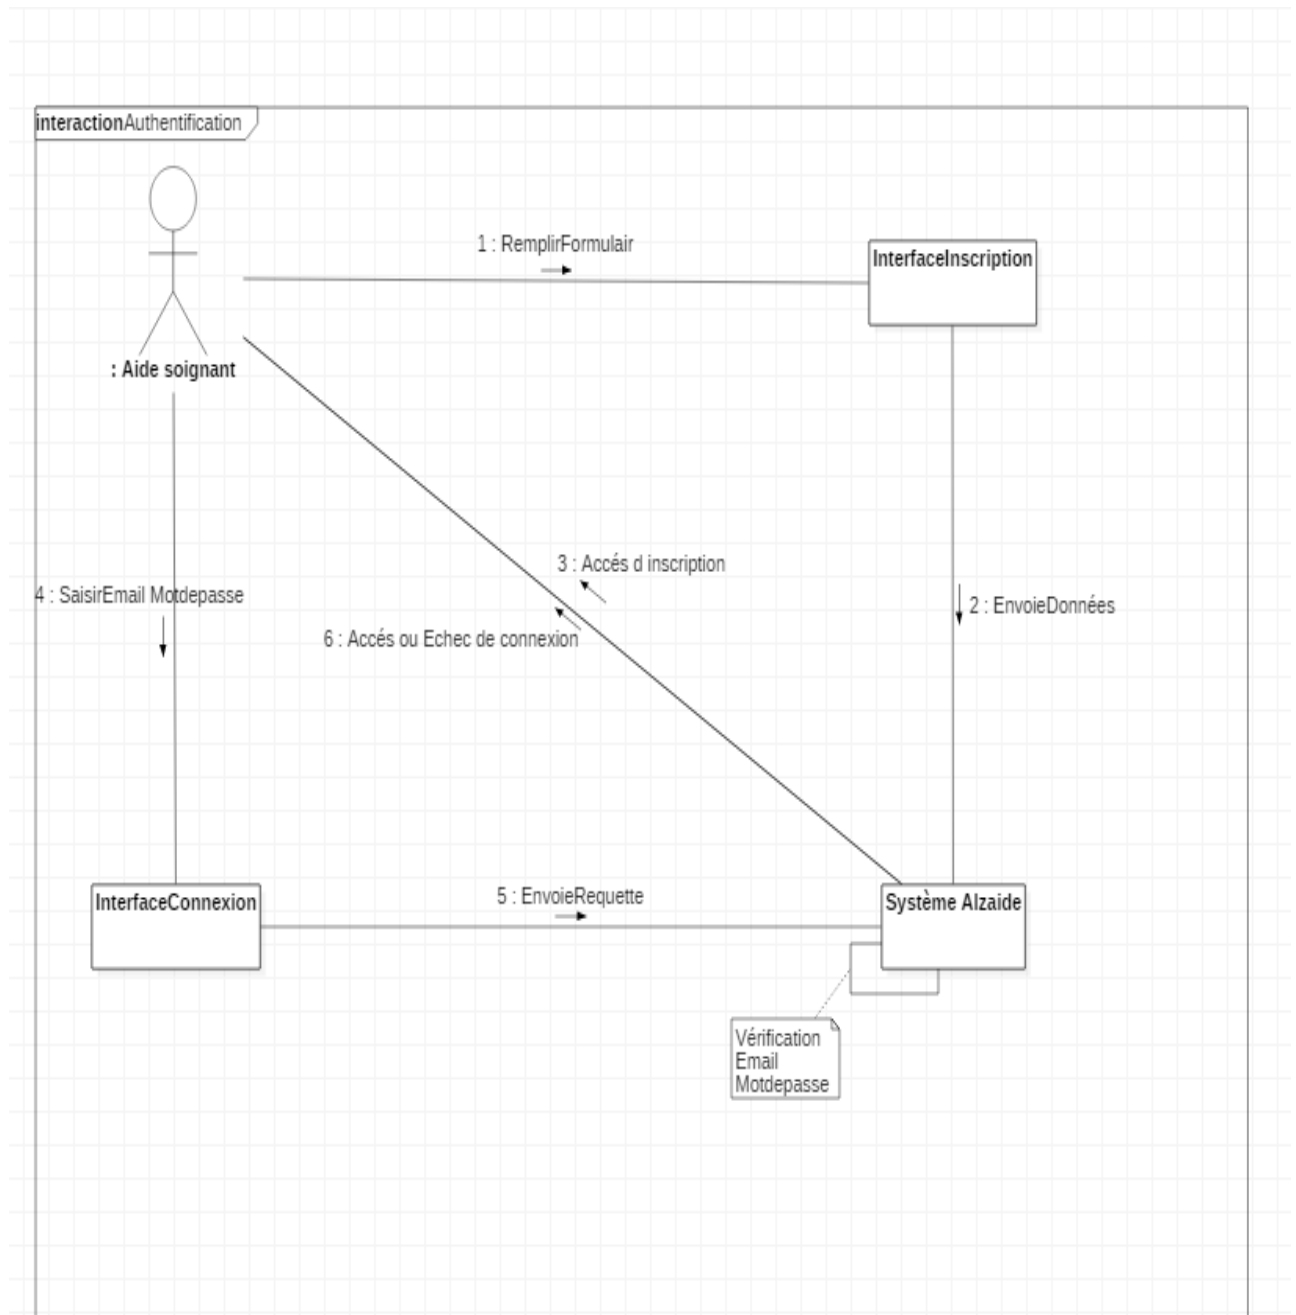 interactionAuthentification
1 : RemplirFormulair
InterfaceInscription
: Aide soignant
3 : Accés d inscription
4 : SaisirEmail Motdepasse
2 : EnvoieDonnées
6 : Accés ou Echec de connexion
5 : EnvoieRequette
InterfaceConnexion
Système Alzaide
Vérification
Email
Motdepasse